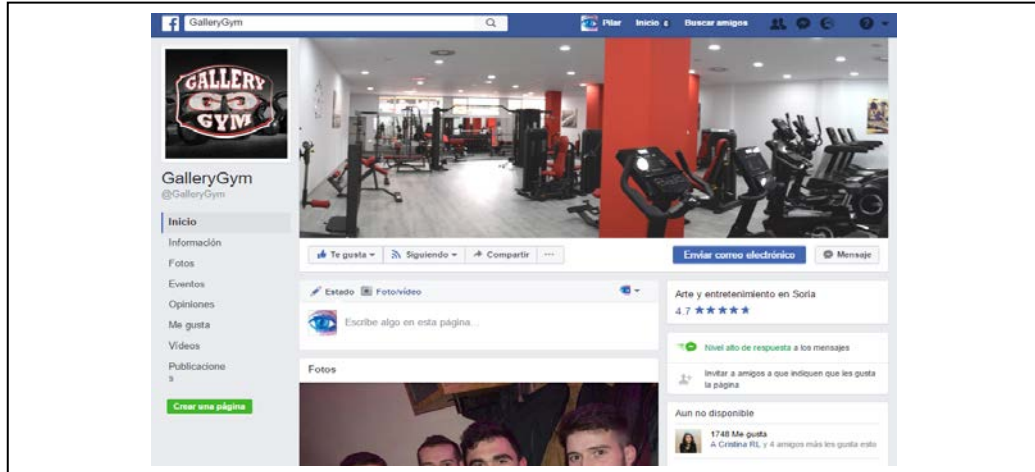 GalleryGym
Pilar Inicio Buscar amigos
GALLERY
GG
GYM
GalleryGym
@GalleryGym
Inicio
Información
Fotos
Eventos
Opiniones
Me gusta
Vídeos
Publicacione
s
Crear una página
Te gusta Siguiendo Compartir ...
Enviar correo electrónico Mensaje
Estado Foto/vídeo
Escribe algo en esta página...
Fotos
Arte y entretenimiento en Soria
4.7 ★★★★★
Nivel alto de respuesta a los mensajes
Invitar a amigos a que indiquen que les gusta
la página
Aun no disponible
1748 Me gusta
A Cristina RL y 4 amigos más les gusta esto